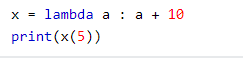 x = lambda a : a + 10
print(x(5))